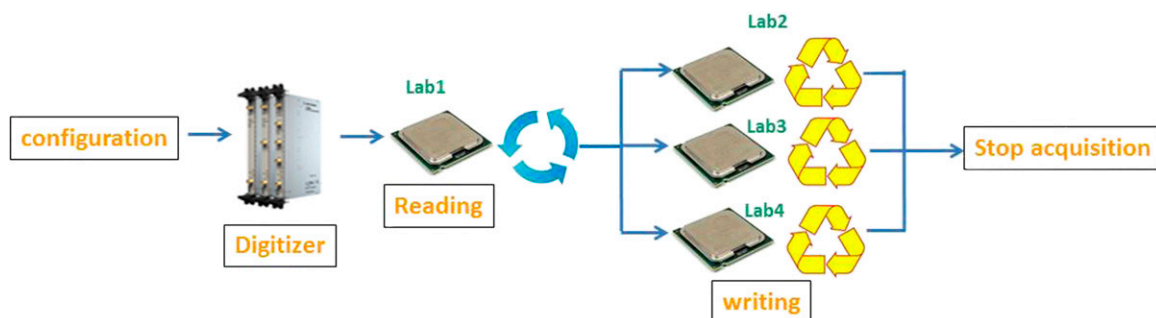 configuration
Digitizer
Lab1
Reading
Lab2
Lab3
Lab4
writing
Stop acquisition